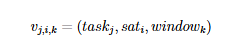 v_{j,i,k} = (task_j, sat_i, window_k)